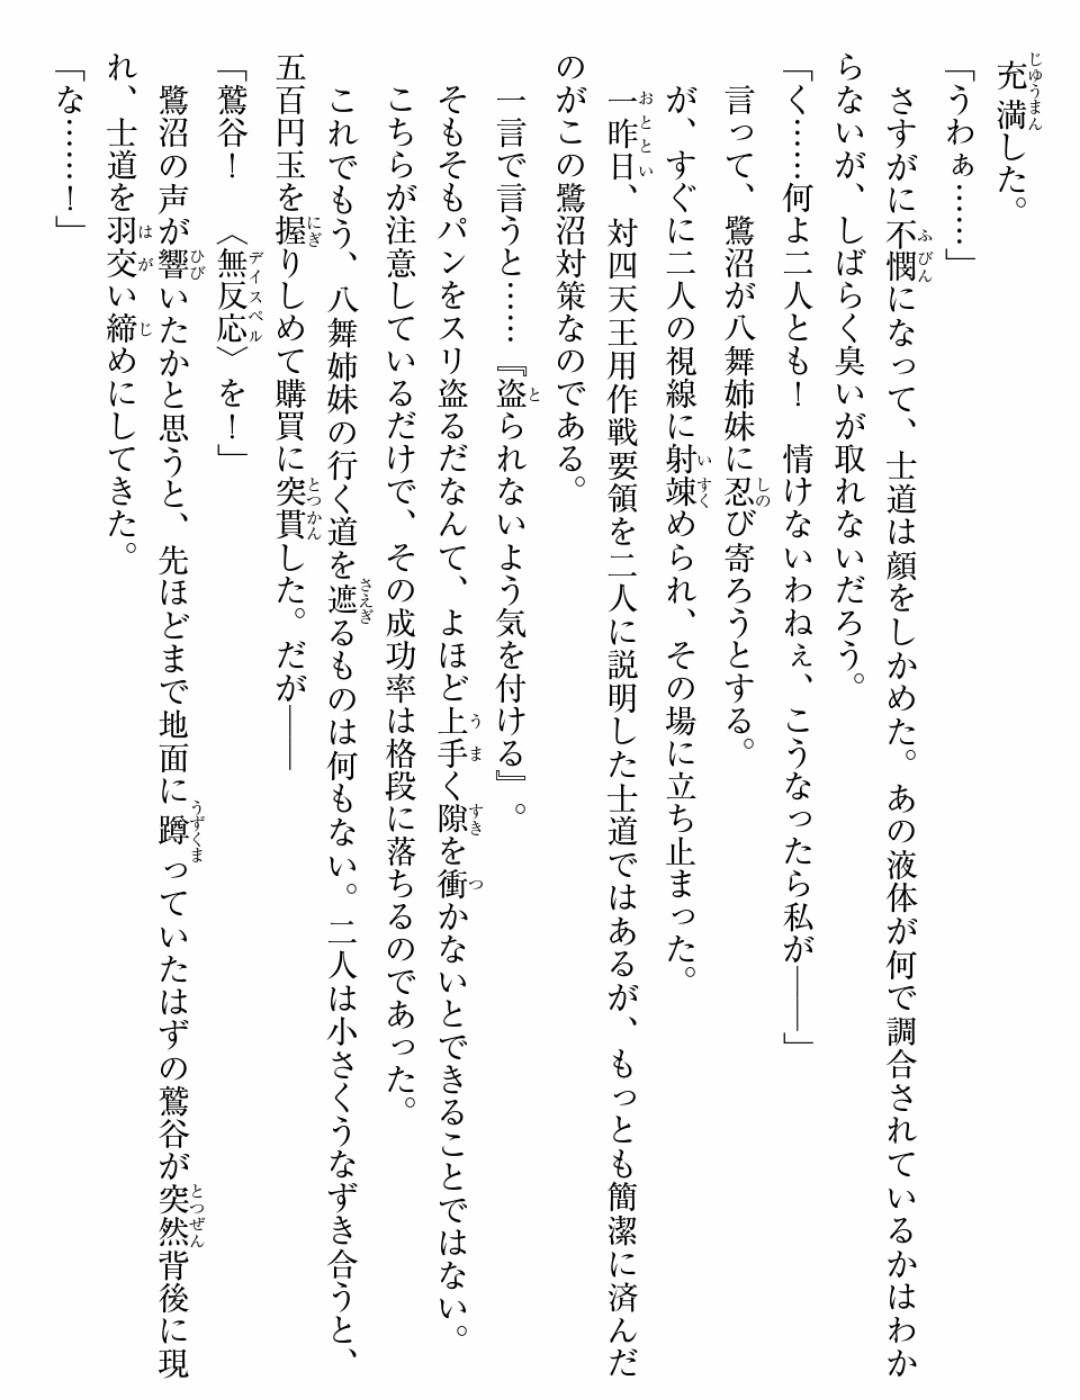 充満した。
「うわぁ……」
さすがに不憫になって、士道は顔をしかめた。あの液体が何で調合されているかはわか
らないが、しばらく臭いが取れないだろう。
「く……何よ二人とも！　情けないわねぇ、こうなったら私が――」
言って、鷺沼が八舞姉妹に忍び寄ろうとする。
が、すぐに二人の視線に射竦められ、その場に立ち止まった。
一昨日、対四天王用作戦要領を二人に説明した士道ではあるが、もっとも簡潔に済んだ
のがこの鷺沼対策なのである。
一言で言うと……『盗られないよう気を付ける』。
そもそもパンをスリ盗るだなんて、よほど上手く隙を衝かないとできることではない。
こちらが注意しているだけで、その成功率は格段に落ちるのであった。
これでもう、八舞姉妹の行く道を遮るものは何もない。二人は小さくうなずき合うと、
五百円玉を握りしめて購買に突貫した。だが――
「鷲谷！　〈無反応〉を！」
鷺沼の声が響いたかと思うと、先ほどまで地面に蹲っていたはずの鷲谷が突然背後に現
れ、士道を羽交い締めにしてきた。
「な……！」